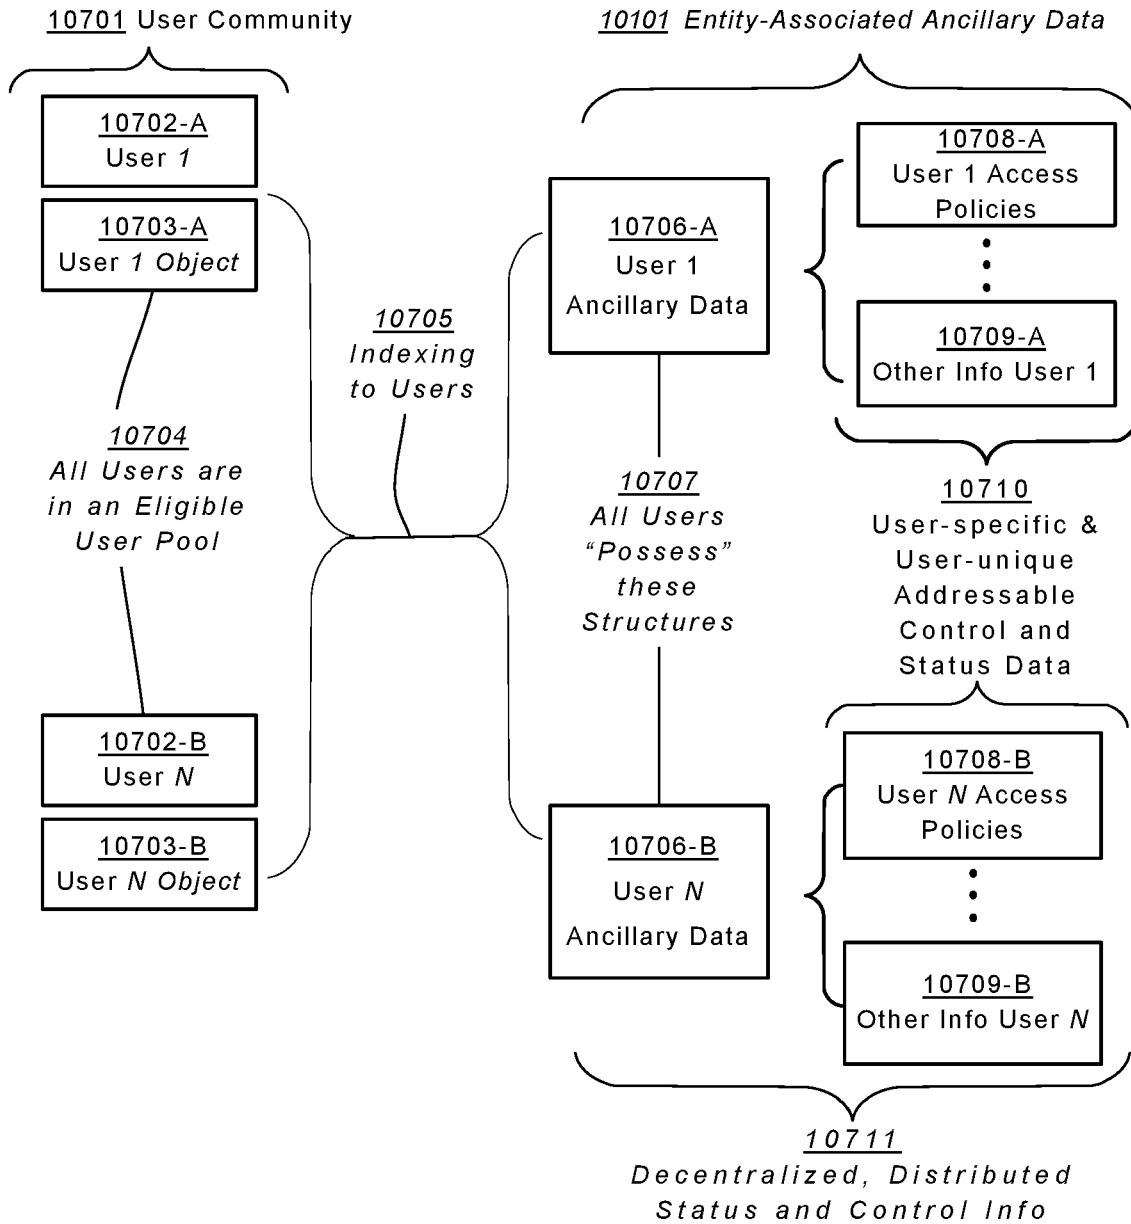 10701 User Community
10702-A
User 1
10703-A
User 1 Object
10704
All Users are
in an Eligible
User Pool
10702-B
User N
10703-B
User N Object
10705
Indexing
to Users
10101 Entity-Associated Ancillary Data
10706-A
User 1
Ancillary Data
10707
All Users
“Possess”
these
Structures
10706-B
User N
Ancillary Data
10708-A
User 1 Access
Policies
10709-A
Other Info User 1
10710
User-specific &
User-unique
Addressable
Control and
Status Data
10708-B
User N Access
Policies
10709-B
Other Info User N
10711
Decentralized, Distributed
Status and Control Info